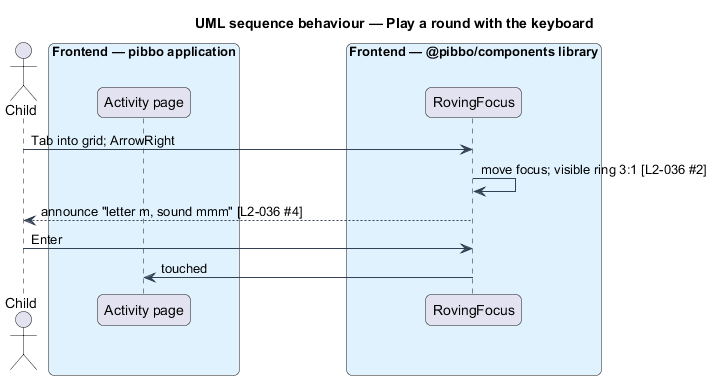 UML sequence behaviour — Play a round with the keyboard
Frontend — pibbo application
Frontend — @pibbo/components library
Child
Activity page
RovingFocus
Tab into grid; ArrowRight
move focus; visible ring 3:1 [L2-036 #2]
announce "letter m, sound mmm" [L2-036 #4]
Enter
touched
Child
Activity page
RovingFocus